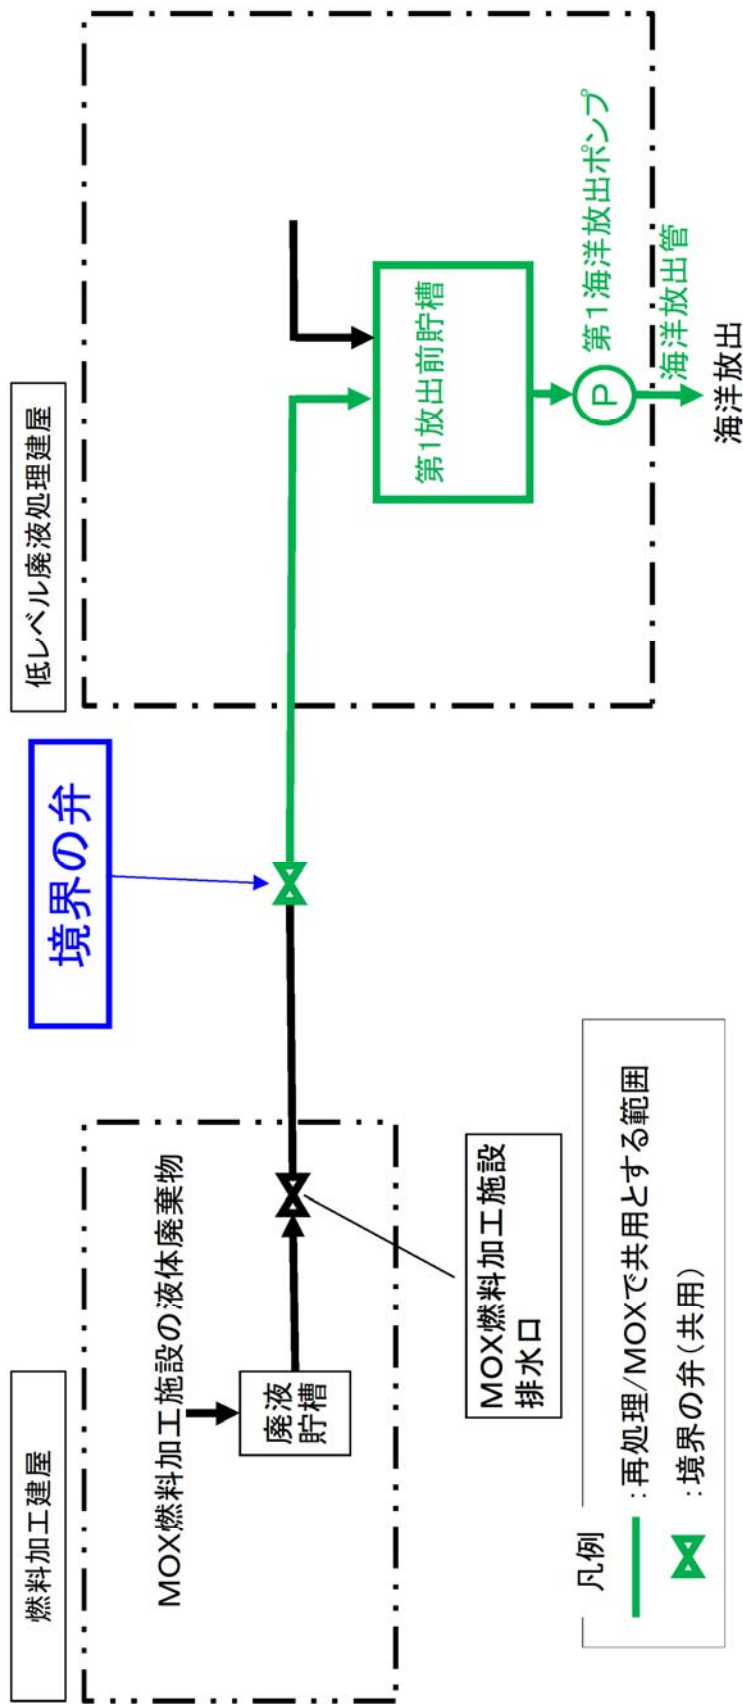 燃料加工建屋
MOX燃料加工施設の液体廃棄物
廃液
貯槽
MOX燃料加工施設
排水口
境界の弁
低レベル廃液処理建屋
第1放出前貯槽
P
第1海洋放出ポンプ
海洋放出管
海洋放出
凡例
:再処理/MOXで共用とする範囲
:境界の弁(共用)